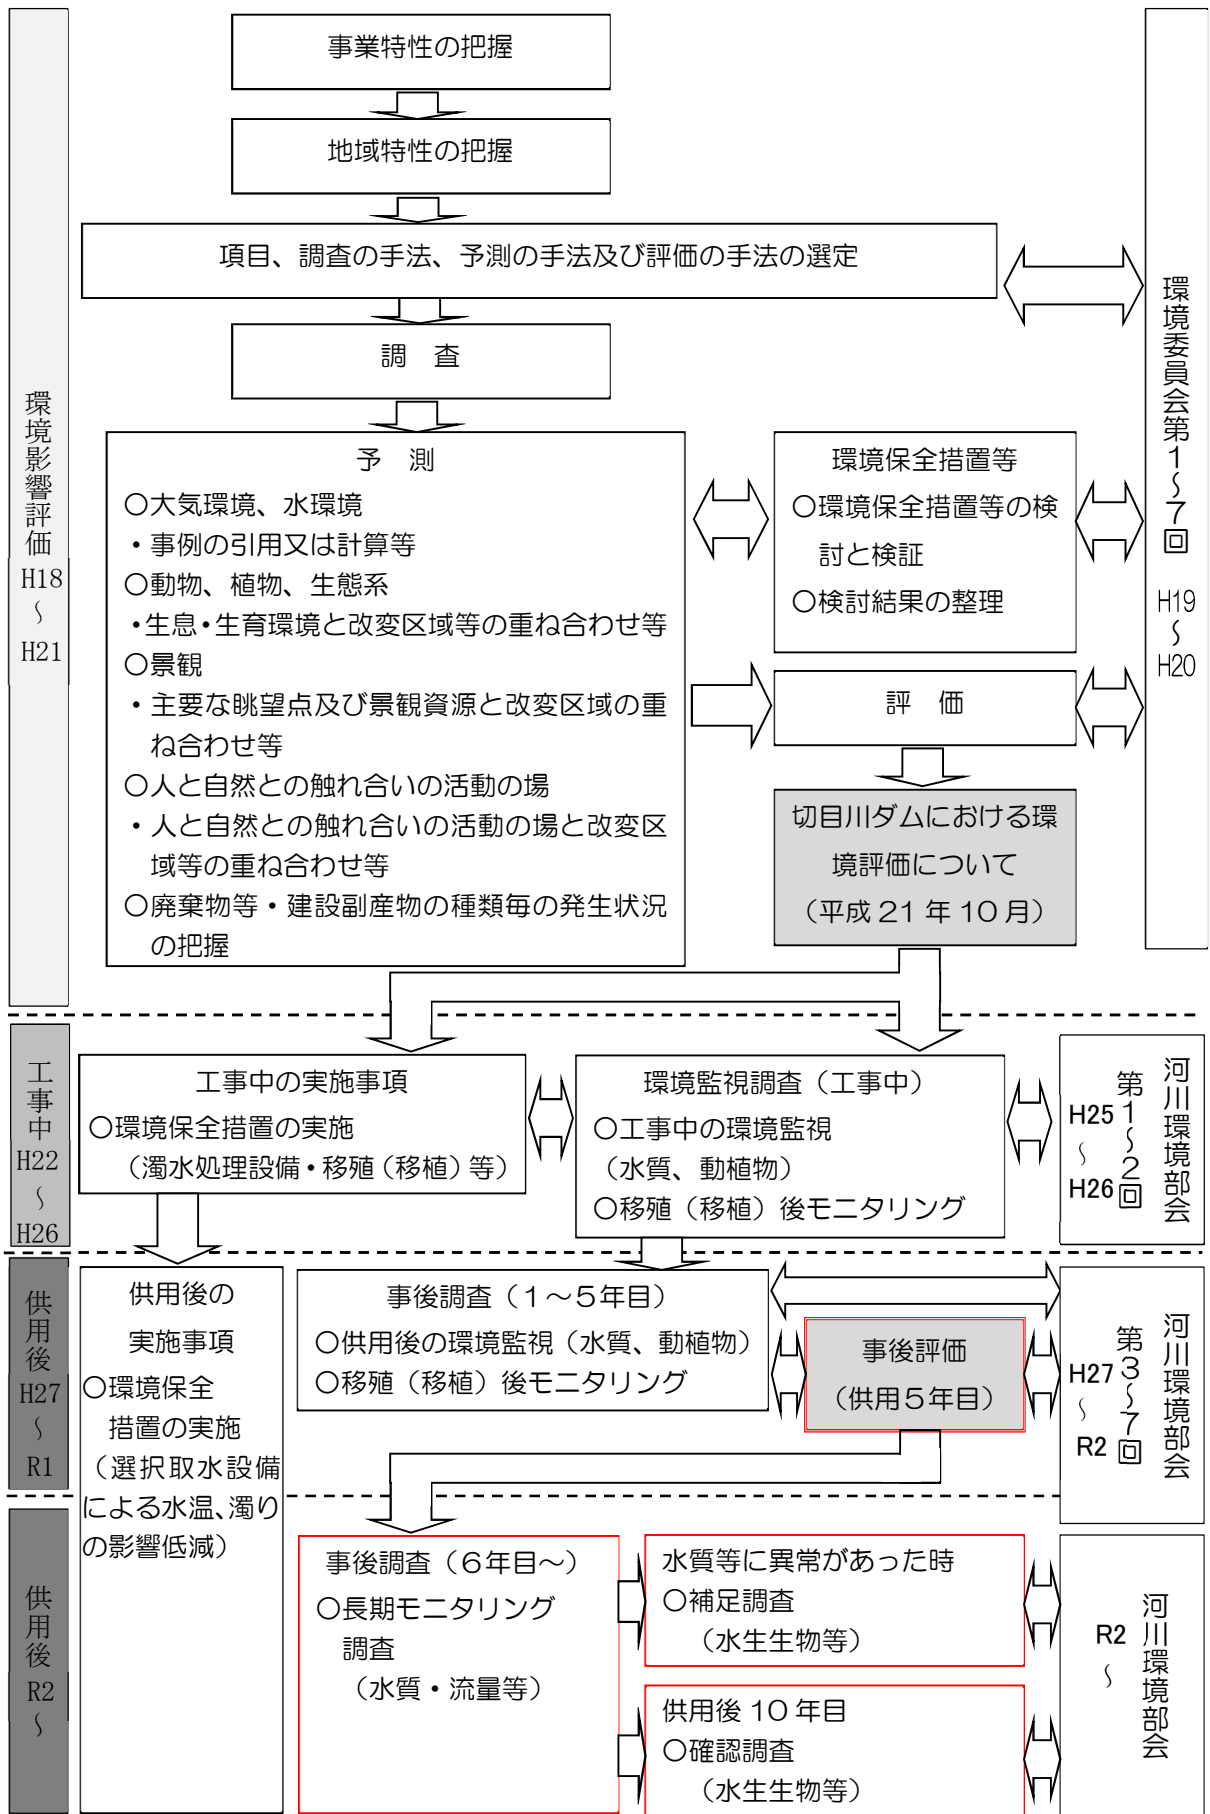 事業特性の把握
地域特性の把握
項目、調査の手法、予測の手法及び評価の手法の選定
調　査
予　測
○大気環境、水環境
・事例の引用又は計算等
○動物、植物、生態系
・生息・生育環境と改変区域等の重ね合わせ等
○景観
・主要な眺望点及び景観資源と改変区域の重
ね合わせ等
○人と自然との触れ合いの活動の場
・人と自然との触れ合いの活動の場と改変区
域等の重ね合わせ等
○廃棄物等・建設副産物の種類毎の発生状況
の把握
環境保全措置等
○環境保全措置等の検
討と検証
○検討結果の整理
評　価
切目川ダムにおける環
境評価について
（平成 21 年 10 月）
環境影響評価
H18
～
H21
環境委員会第1～7回
H19
～
H20
工事中
H22
～
H26
工事中の実施事項
○環境保全措置の実施
（濁水処理設備・移殖（移植）等）
環境監視調査（工事中）
○工事中の環境監視
（水質、動植物）
○移殖（移植）後モニタリング
河川環境部会
第1～2回
H25
～
H26
供用後
H27
～
R1
供用後の
実施事項
○環境保全
措置の実施
（選択取水設備
による水温、濁り
の影響低減）
事後調査（1～5年目）
○供用後の環境監視（水質、動植物）
○移殖（移植）後モニタリング
事後評価
（供用5年目）
河川環境部会
第3～7回
H27
～
R2
供用後
R2
～
事後調査（6年目～）
○長期モニタリング
調査
（水質・流量等）
水質等に異常があった時
○補足調査
（水生生物等）
供用後 10 年目
○確認調査
（水生生物等）
河川環境部会
R2
～